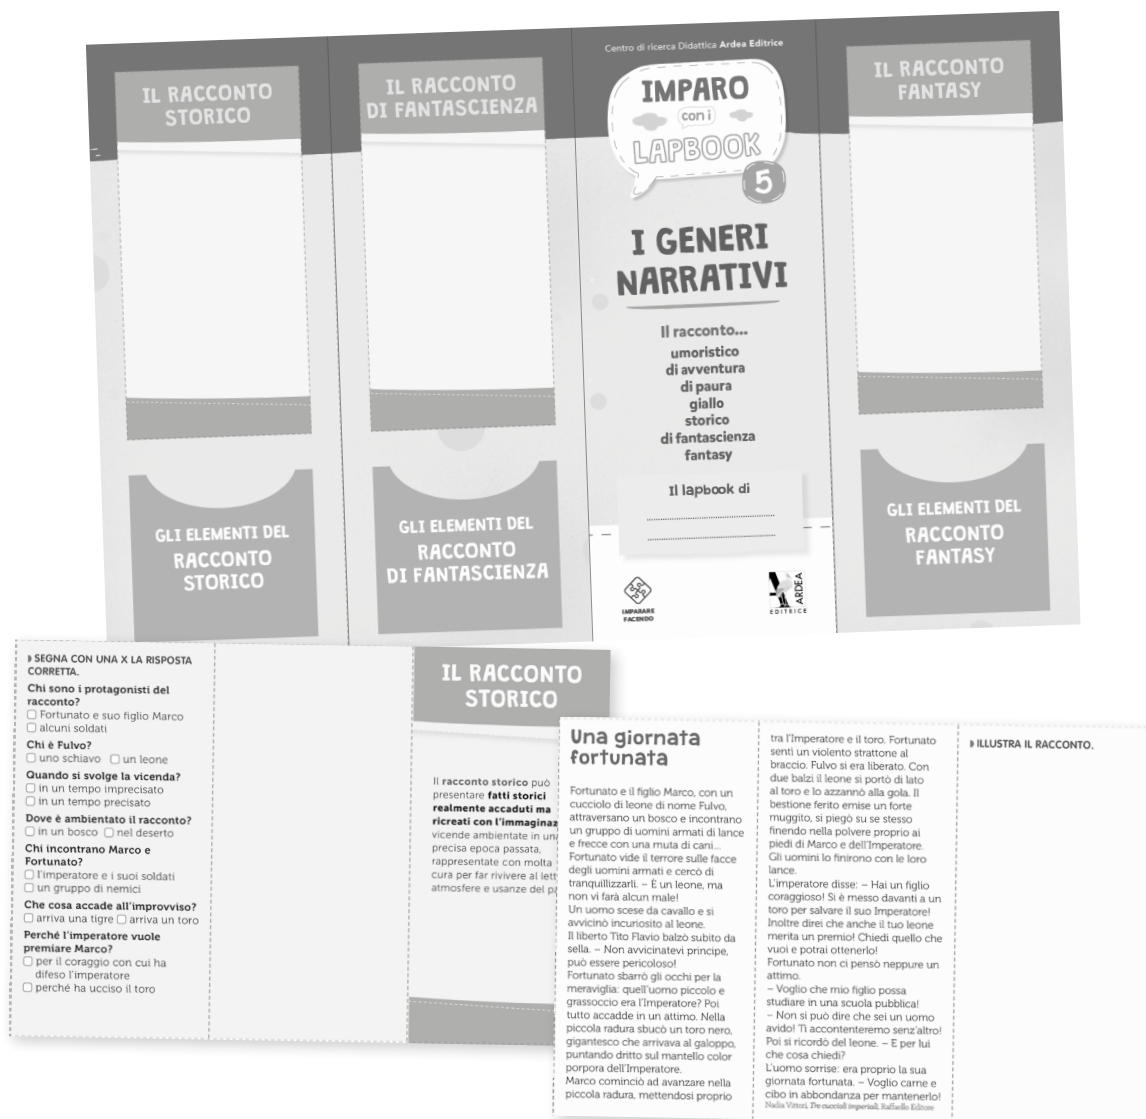 IL RACCONTO
STORICO
GLI ELEMENTI DEL
RACCONTO
STORICO
IL RACCONTO
DI FANTASCIENZA
GLI ELEMENTI DEL
RACCONTO
DI FANTASCIENZA
Centro di ricerca Didattica Ardea Editrice
IMPARO
con i
LAPBOOK
5
I GENERI
NARRATIVI
Il racconto...
umoristico
di avventura
di paura
giallo
storico
di fantascienza
fantasy
Il lapbook di
IMPARARE
FACENDO
ARDEA
EDITRICE
IL RACCONTO
FANTASY
GLI ELEMENTI DEL
RACCONTO
FANTASY
SEGNA CON UNA X LA RISPOSTA
CORRETTA.
Chi sono i protagonisti del
racconto?
Fortunato e suo figlio Marco
alcuni soldati
Chi è Fulvo?
uno schiavo un leone
Quando si svolge la vicenda?
in un tempo imprecisato
in un tempo precisato
Dove è ambientato il racconto?
in un bosco nel deserto
Chi incontrano Marco e
Fortunato?
l'imperatore e i suoi soldati
un gruppo di nemici
Che cosa accade all'improvviso?
arriva una tigre arriva un toro
Perché l'imperatore vuole
premiare Marco?
per il coraggio con cui ha
difeso l'imperatore
perché ha ucciso il toro
IL RACCONTO
STORICO
Il racconto storico può
presentare fatti storici
realmente accaduti ma
ricreati con l'immaginaz
vicende ambientate in una
precisa epoca passata,
rappresentate con molta
cura per far rivivere al lett
atmosfere e usanze del pa
Una giornata
fortunata
Fortunato e il figlio Marco, con un
cucciolo di leone di nome Fulvo,
attraversano un bosco e incontrano
un gruppo di uomini armati di lance
e frecce con una muta di cani...
Fortunato vide il terrore sulle facce
degli uomini armati e cercò di
tranquillizzarli. – È un leone, ma
non vi farà alcun male!
Un uomo scese da cavallo e si
avvicinò incuriosito al leone.
Il liberto Tito Flavio balzò subito da
sella. – Non avvicinatevi principe,
può essere pericoloso!
Fortunato sbarrò gli occhi per la
meraviglia: quell'uomo piccolo e
grassoccio era l'Imperatore? Poi
tutto accadde in un attimo. Nella
piccola radura sbucò un toro nero,
gigantesco che arrivava al galoppo,
puntando dritto sul mantello color
porpora dell'Imperatore.
Marco cominciò ad avanzare nella
piccola radura, mettendosi proprio
tra l'Imperatore e il toro. Fortunato
sentì un violento strattone al
braccio. Fulvo si era liberato. Con
due balzi il leone si portò di lato
al toro e lo azzannò alla gola. Il
bestione ferito emise un forte
muggito, si piegò su se stesso
finendo nella polvere proprio ai
piedi di Marco e dell'Imperatore.
Gli uomini lo finirono con le loro
lance.
L'imperatore disse: – Hai un figlio
coraggioso! Si è messo davanti a un
toro per salvare il suo Imperatore!
Inoltre direi che anche il tuo leone
merita un premio! Chiedi quello che
vuoi e potrai ottenerlo!
Fortunato non ci pensò neppure un
attimo.
– Voglio che mio figlio possa
studiare in una scuola pubblica!
– Non si può dire che sei un uomo
avido! Ti accontenteremo senz'altro!
Poi si ricordò del leone. – E per lui
che cosa chiedi?
L'uomo sorrise: era proprio la sua
giornata fortunata. – Voglio carne e
cibo in abbondanza per mantenerlo!
Nadia Vittori, Tre cuccioli imperiali, Raffaello Editore
ILLUSTRA IL RACCONTO.